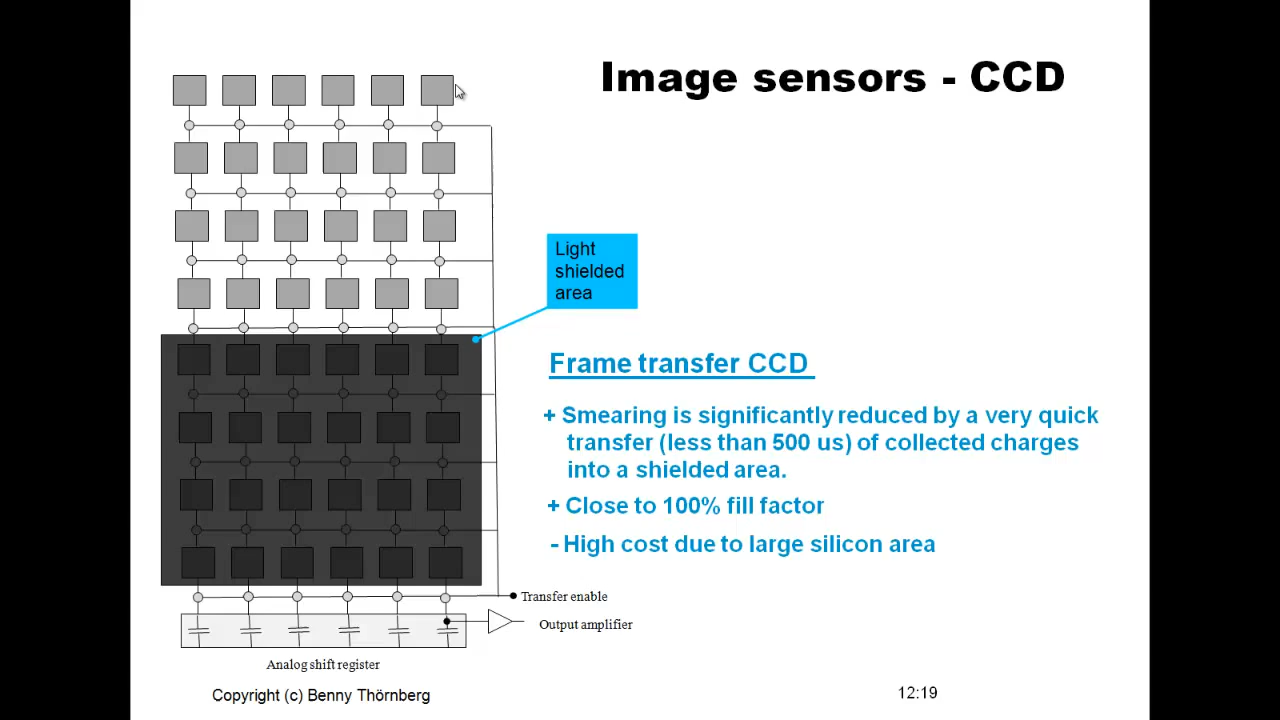 Image sensors - CCD
Light
shielded
area
Frame transfer CCD
+ Smearing is significantly reduced by a very quick
transfer (less than 500 us) of collected charges
into a shielded area.
+ Close to 100% fill factor
- High cost due to large silicon area
Transfer enable
Output amplifier
Analog shift register
Copyright (c) Benny Thörnberg
12:19